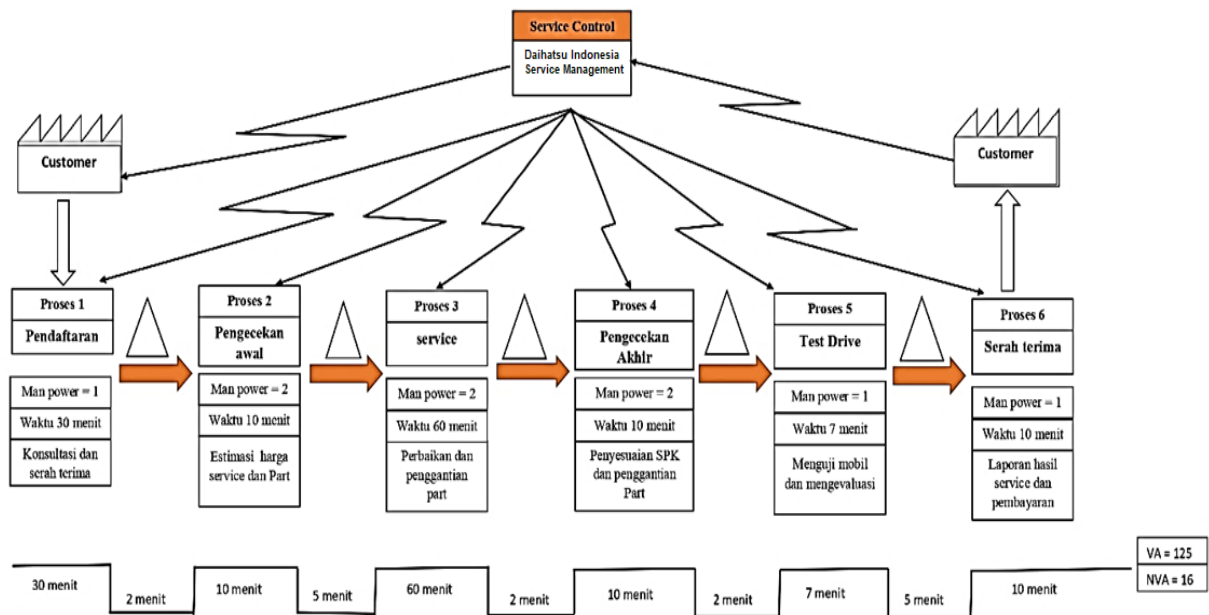 Service Control
Daihatsu Indonesia
Service Management
Customer
Customer
Proses 1
Pendaftaran
Man power = 1
Waktu 30 menit
Konsultasi dan
serah terima
Proses 2
Pengecekan
awal
Man power = 2
Waktu 10 menit
Estimasi harga
service dan Part
Proses 3
service
Man power = 2
Waktu 60 menit
Perbaikan dan
penggantian
part
Proses 4
Pengecekan
Akhir
Man power = 2
Waktu 10 menit
Penyesuaian SPK
dan penggantian
Part
Proses 5
Test Drive
Man power = 1
Waktu 7 menit
Menguji mobil
dan mengevaluasi
Proses 6
Serah terima
Man power = 1
Waktu 10 menit
Laporan hasil
service dan
pembayaran
30 menit
2 menit
10 menit
5 menit
60 menit
2 menit
10 menit
2 menit
7 menit
5 menit
10 menit
VA = 125
NVA = 16